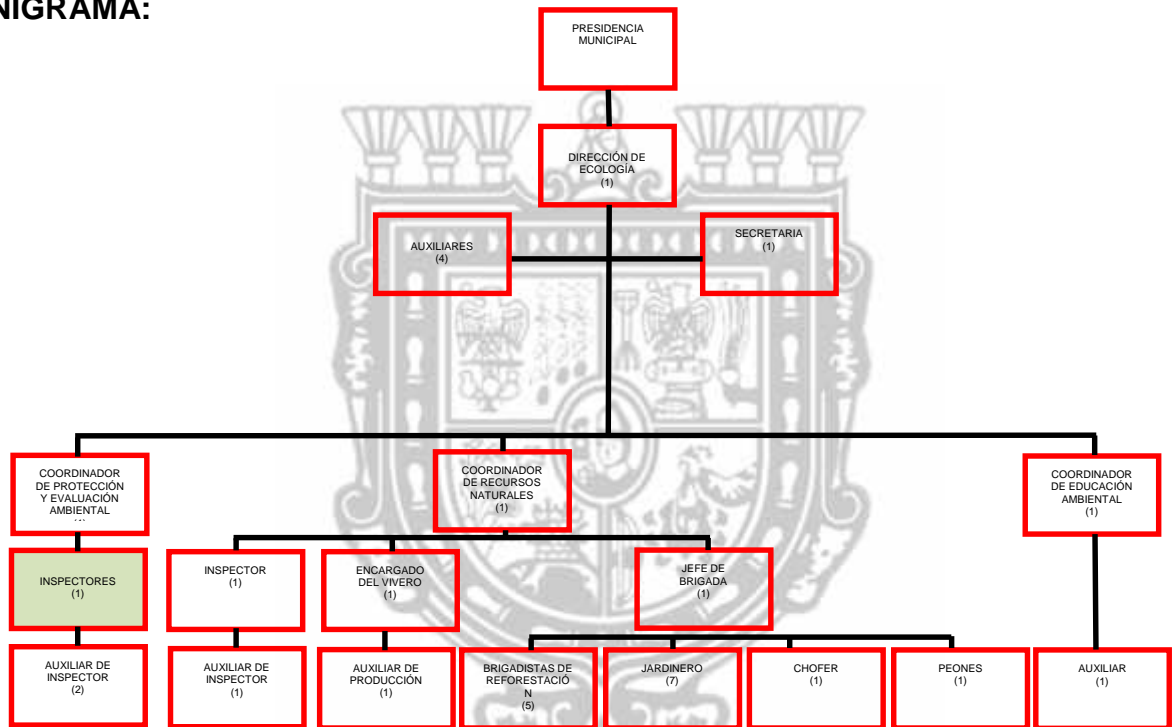 NIGRAMA:
PRESIDENCIA
MUNICIPAL
DIRECCIÓN DE
ECOLOGÍA
(1)
AUXILIARES
(4)
SECRETARIA
(1)
COORDINADOR
DE PROTECCIÓN
Y EVALUACIÓN
AMBIENTAL
COORDINADOR
DE RECURSOS
NATURALES
(1)
COORDINADOR
DE EDUCACIÓN
AMBIENTAL
(1)
INSPECTORES
(1)
INSPECTOR
(1)
ENCARGADO
DEL VIVERO
(1)
JEFE DE
BRIGADA
(1)
AUXILIAR DE
INSPECTOR
(2)
AUXILIAR DE
INSPECTOR
(1)
AUXILIAR DE
PRODUCCIÓN
(1)
BRIGADISTAS DE
REFORESTACIÓ
N
(5)
JARDINERO
(7)
CHOFER
(1)
PEONES
(1)
AUXILIAR
(1)